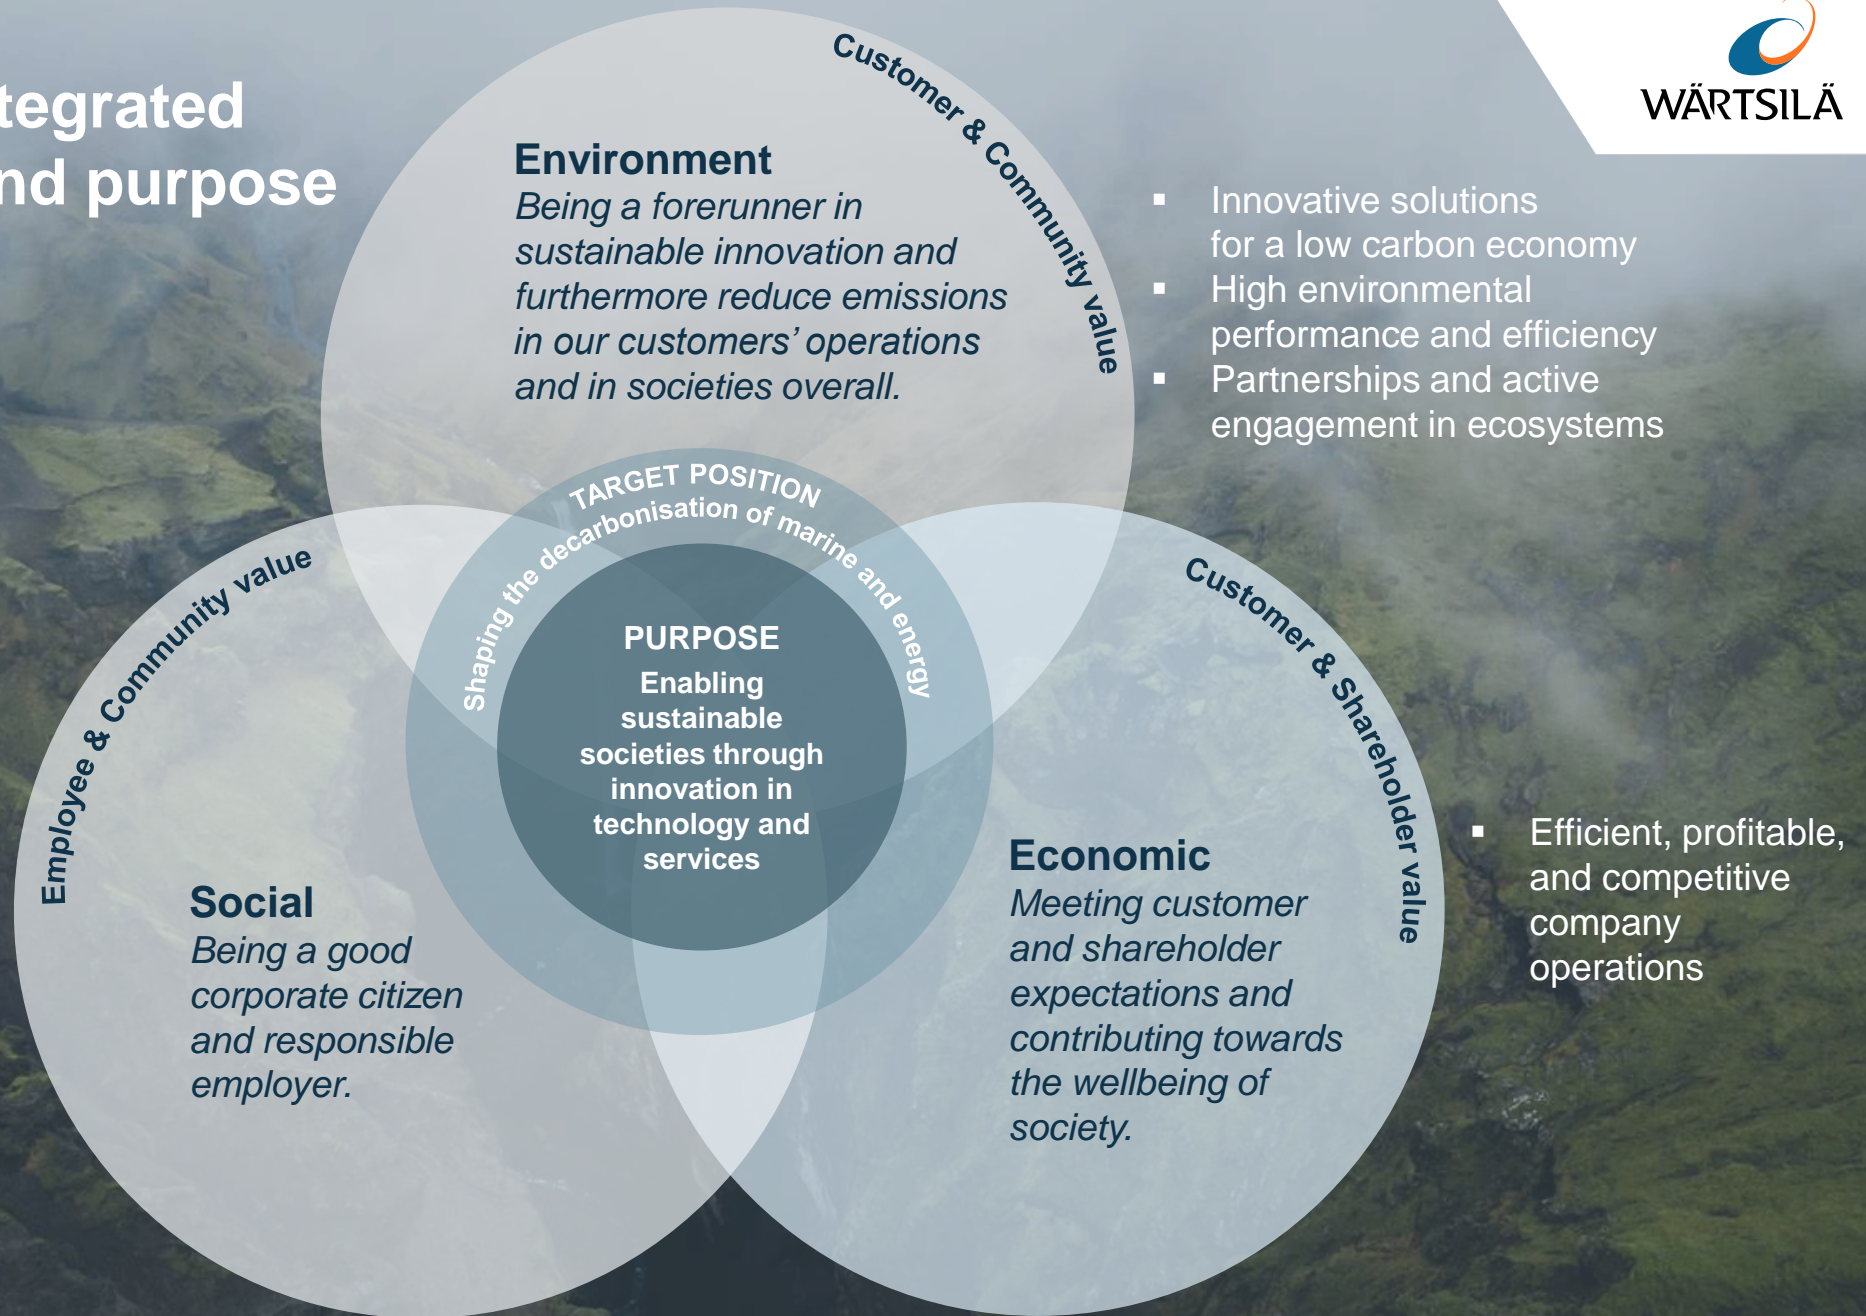 tegrated
nd purpose
WÄRTSILÄ
Customer & Community value
Environment
Being a forerunner in
sustainable innovation and
furthermore reduce emissions
in our customers’ operations
and in societies overall.
▪ Innovative solutions
for a low carbon economy
▪ High environmental
performance and efficiency
▪ Partnerships and active
engagement in ecosystems
TARGET POSITION
Shaping the decarbonisation of marine and energy
PURPOSE
Enabling
sustainable
societies through
innovation in
technology and
services
Employee & Community value
Social
Being a good
corporate citizen
and responsible
employer.
Customer & Shareholder value
Economic
Meeting customer
and shareholder
expectations and
contributing towards
the wellbeing of
society.
▪ Efficient, profitable,
and competitive
company
operations